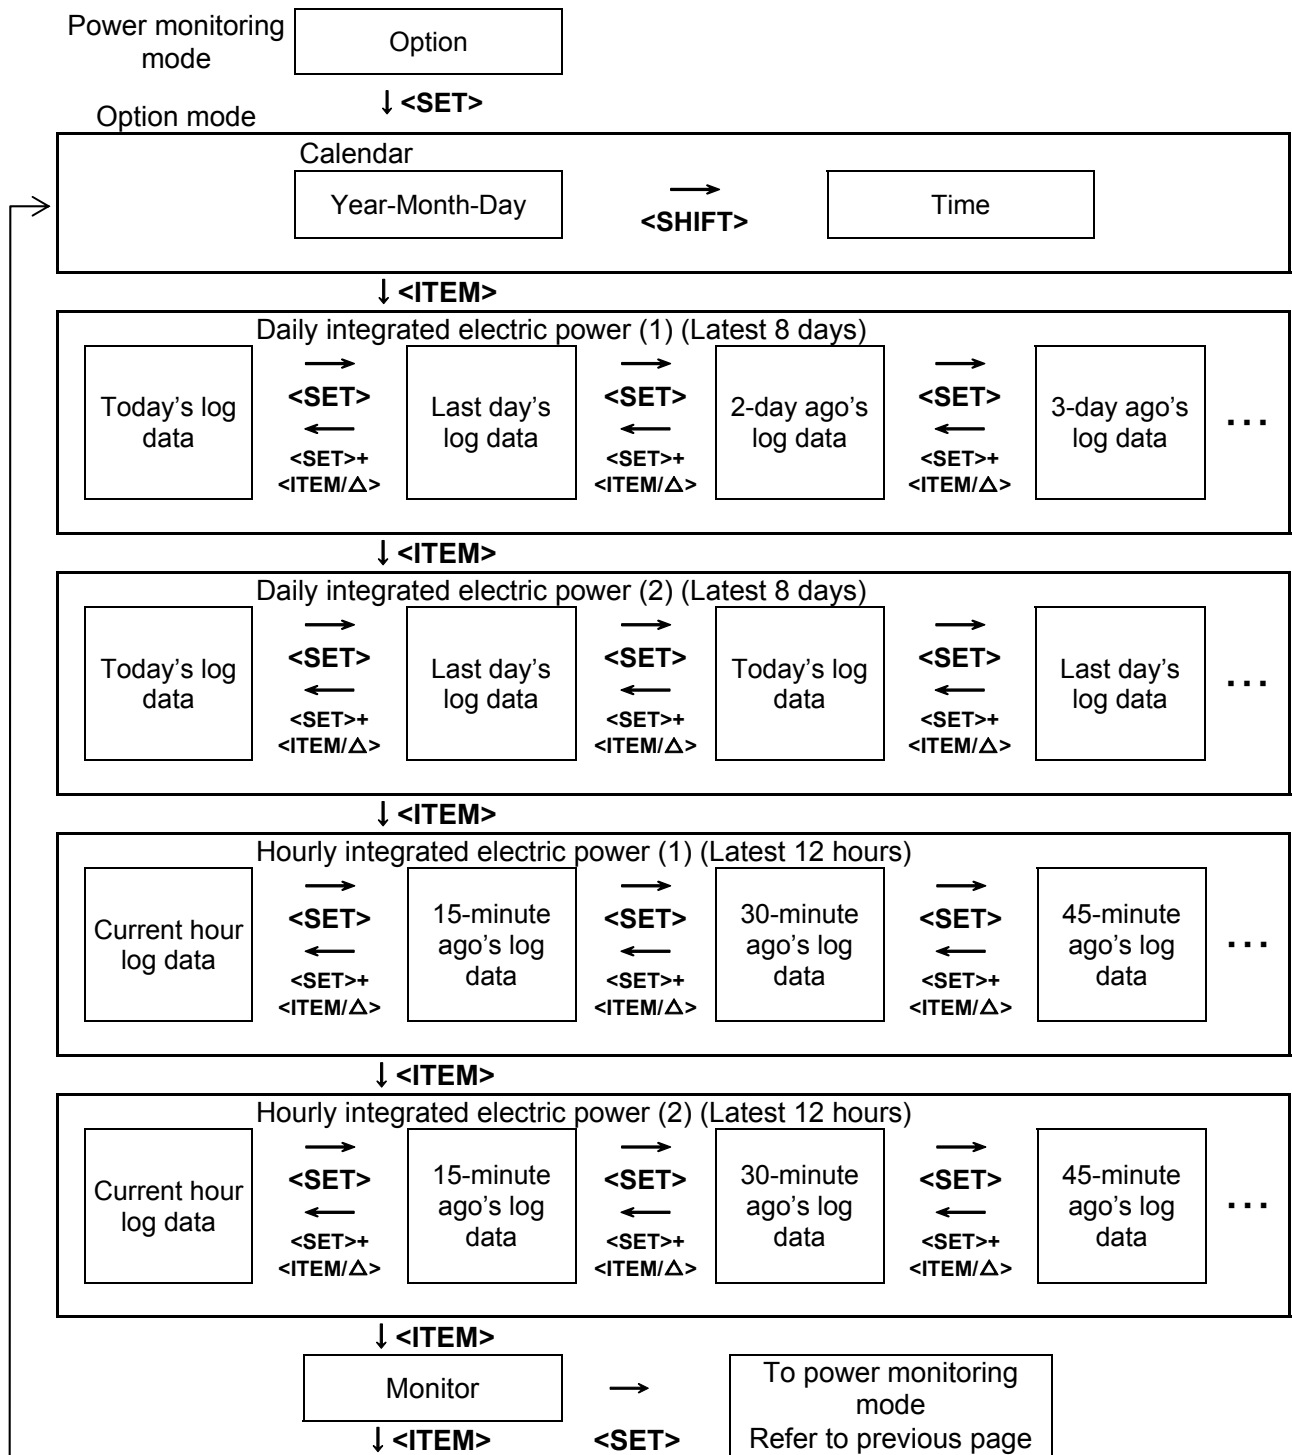 Power monitoring
mode
Option
↓ <SET>
Option mode
Calendar
Year-Month-Day
→
<SHIFT>
Time
↓ <ITEM>
Daily integrated electric power (1) (Latest 8 days)
Today's log
data
→
<SET>
←
<SET>+
<ITEM/△>
Last day's
log data
→
<SET>
←
<SET>+
<ITEM/△>
2-day ago's
log data
→
<SET>
←
<SET>+
<ITEM/△>
3-day ago's
log data
...
↓ <ITEM>
Daily integrated electric power (2) (Latest 8 days)
Today's log
data
→
<SET>
←
<SET>+
<ITEM/△>
Last day's
log data
→
<SET>
←
<SET>+
<ITEM/△>
Today's log
data
→
<SET>
←
<SET>+
<ITEM/△>
Last day's
log data
...
↓ <ITEM>
Hourly integrated electric power (1) (Latest 12 hours)
Current hour
log data
→
<SET>
←
<SET>+
<ITEM/△>
15-minute
ago's log
data
→
<SET>
←
<SET>+
<ITEM/△>
30-minute
ago's log
data
→
<SET>
←
<SET>+
<ITEM/△>
45-minute
ago's log
data
...
↓ <ITEM>
Hourly integrated electric power (2) (Latest 12 hours)
Current hour
log data
→
<SET>
←
<SET>+
<ITEM/△>
15-minute
ago's log
data
→
<SET>
←
<SET>+
<ITEM/△>
30-minute
ago's log
data
→
<SET>
←
<SET>+
<ITEM/△>
45-minute
ago's log
data
...
↓ <ITEM>
Monitor
→
<SET>
To power monitoring
mode
Refer to previous page
↓ <ITEM>